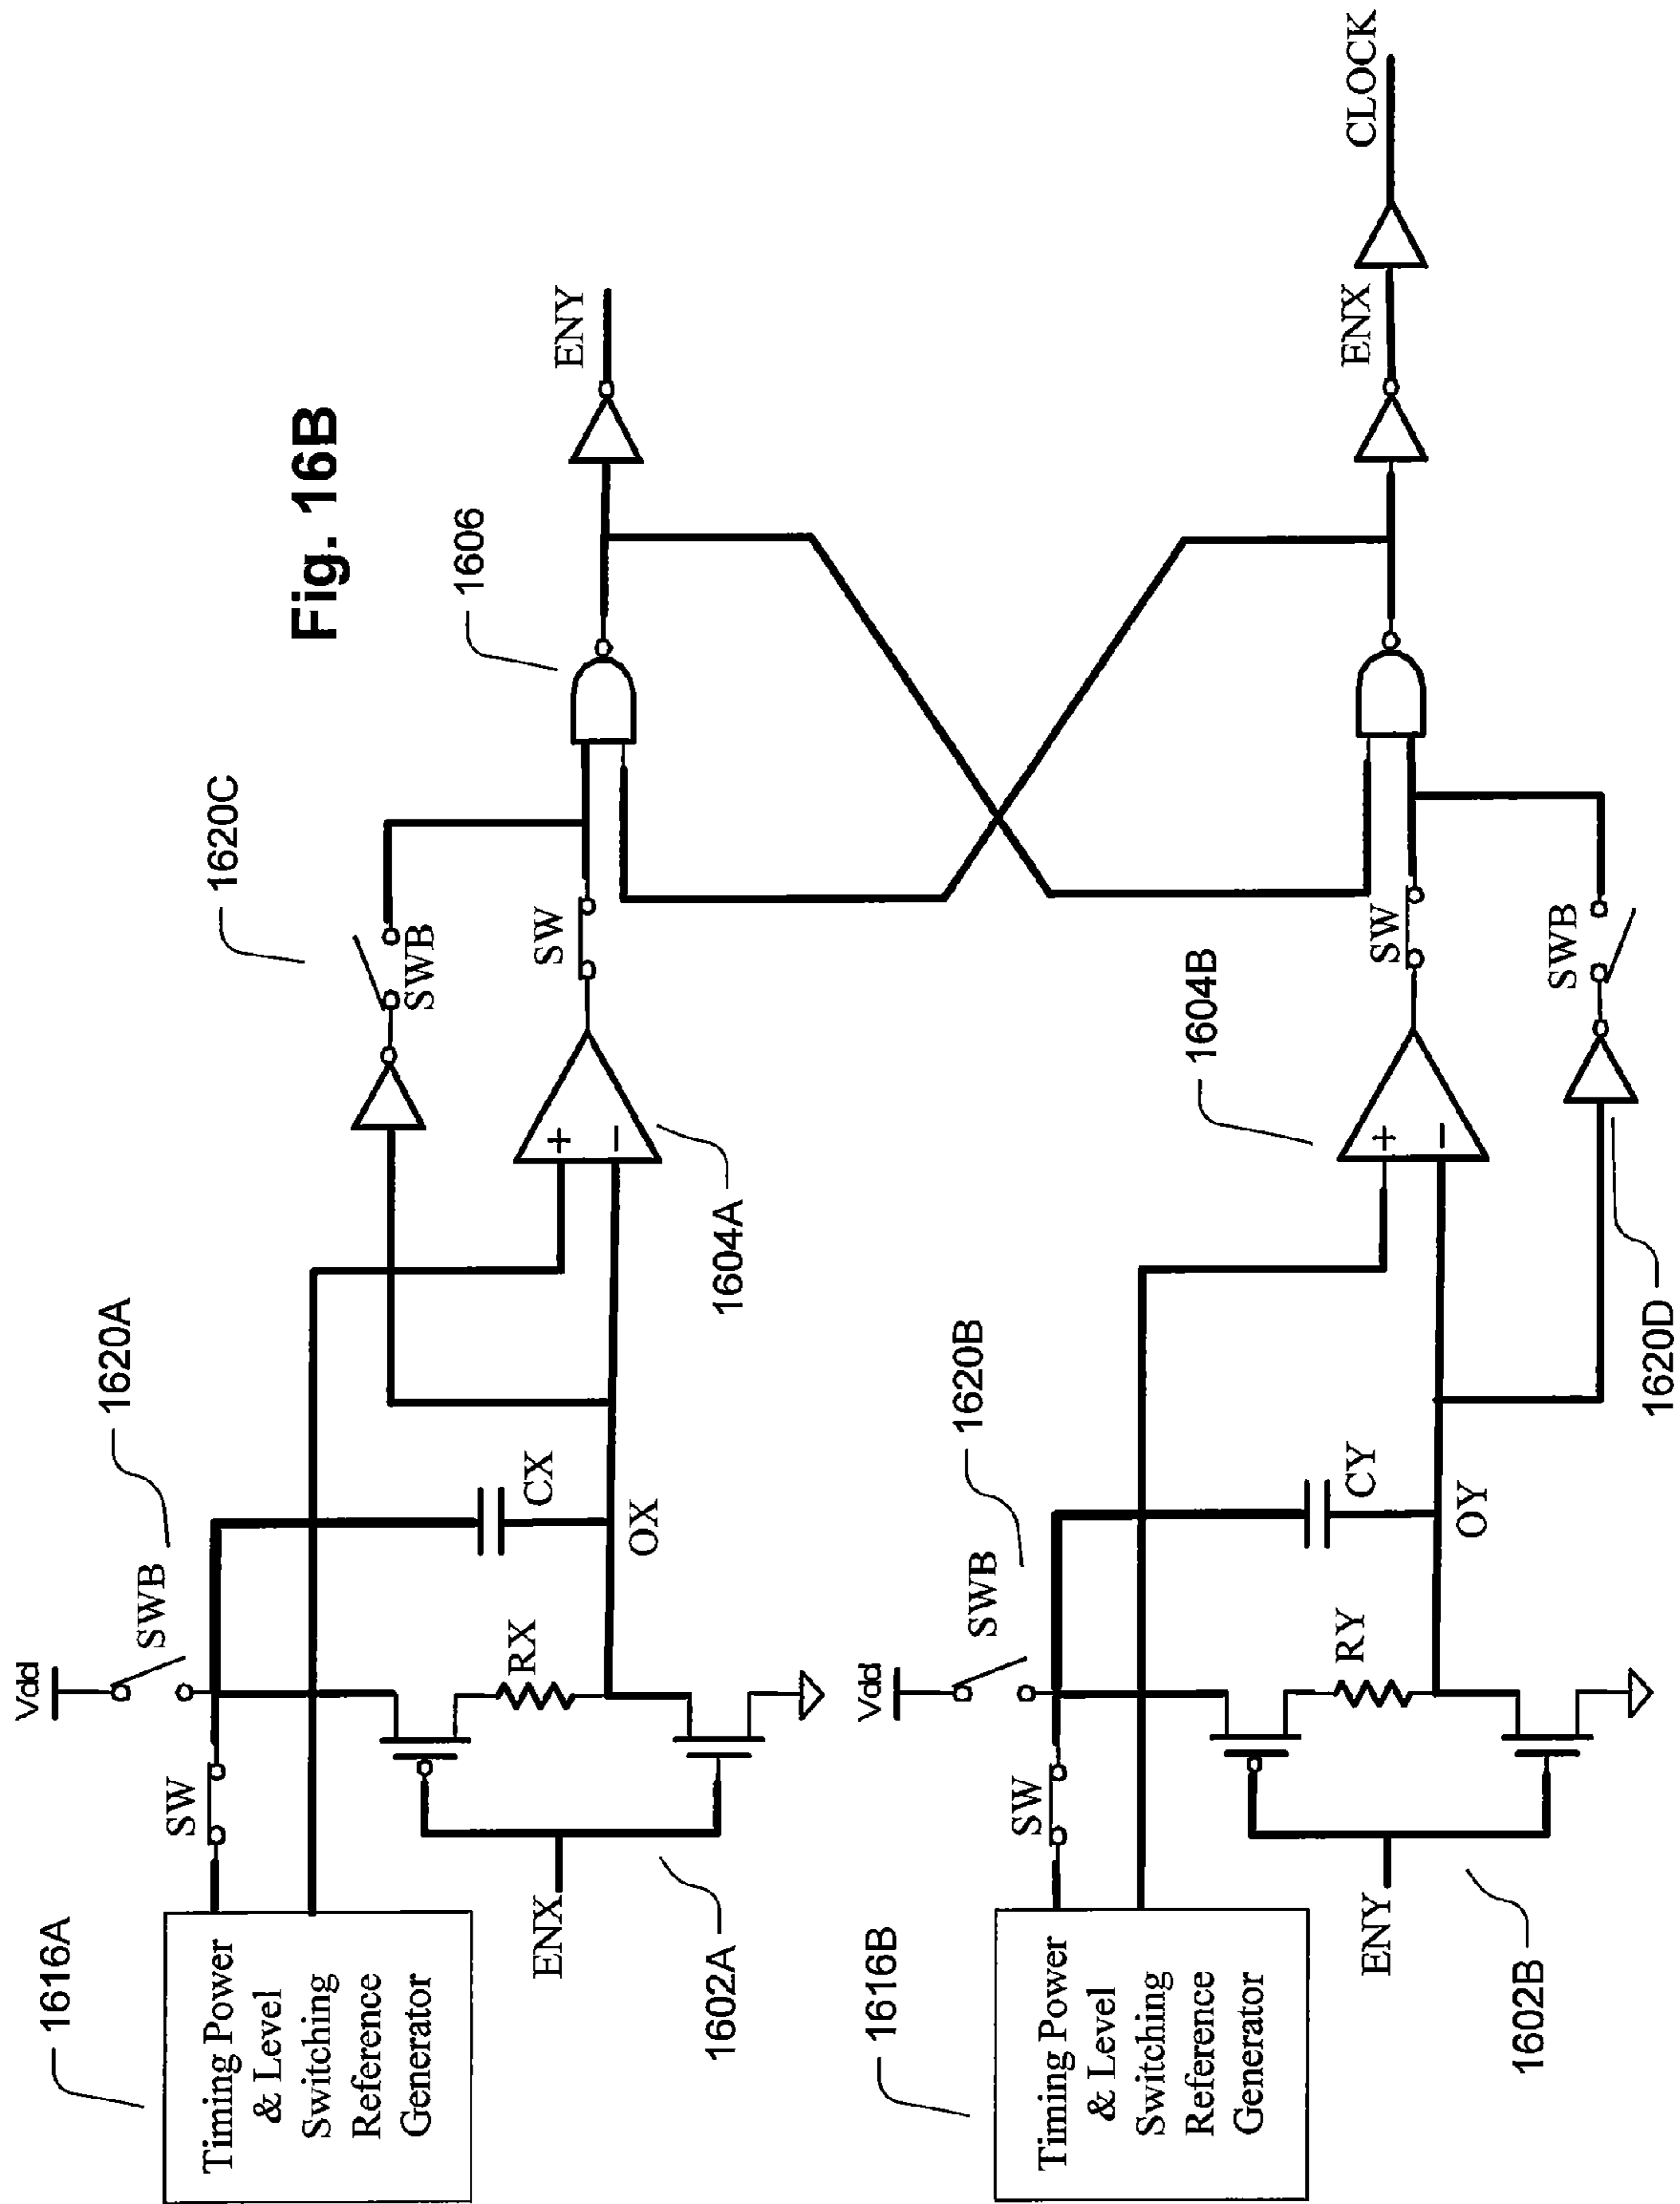 Fig. 16B
1616A
Timing Power
& Level
Switching
Reference
Generator
SW
Vdd
SWB
1620A
ENX
1602A
RX
CX
OX
1604A
+
−
SWB
1620C
SW
1606
ENY
1616B
Timing Power
& Level
Switching
Reference
Generator
SW
Vdd
SWB
1620B
ENY
1602B
RY
CY
OY
1604B
+
−
SW
SWB
1620D
ENX
CLOCK